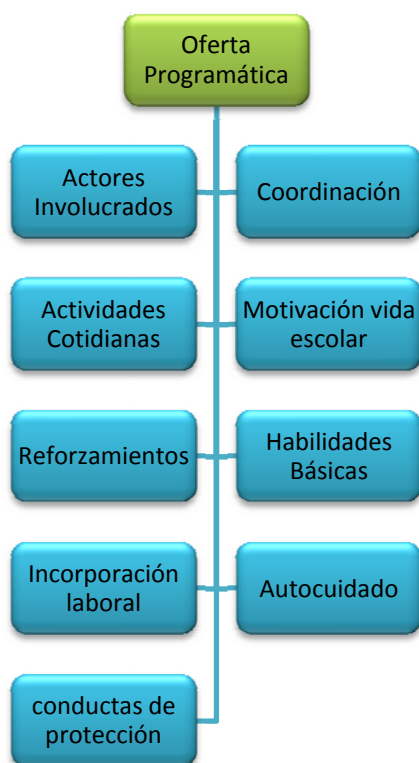 Oferta
Programática
Actores
Involucrados
Coordinación
Actividades
Cotidianas
Motivación vida
escolar
Reforzamientos
Habilidades
Básicas
Incorporación
laboral
Autocuidado
conductas de
protección